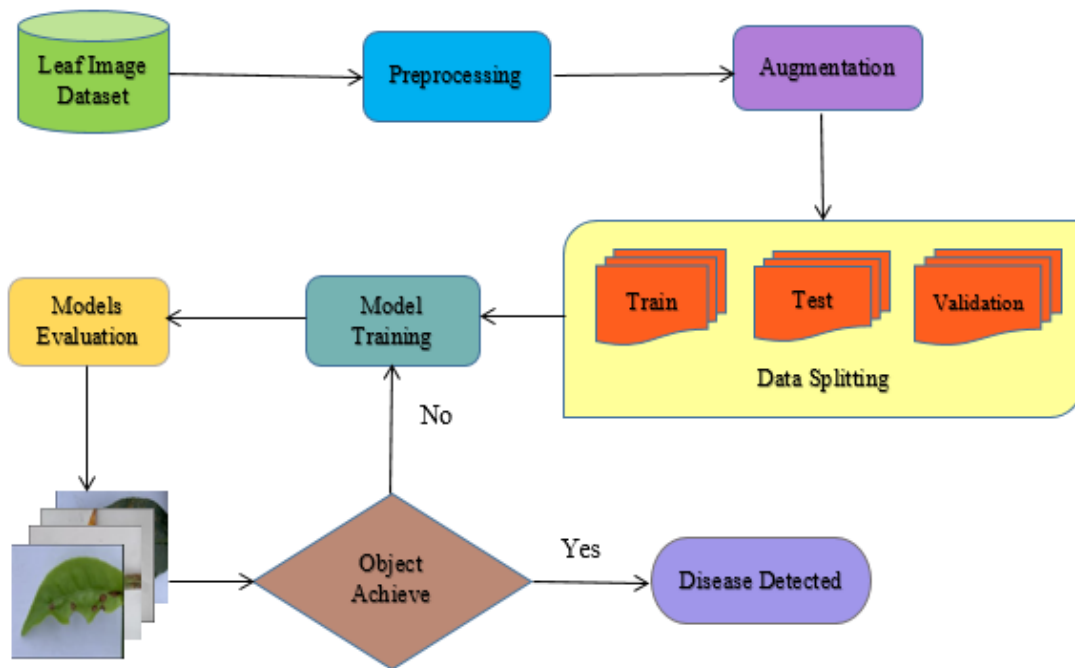 Leaf Image
Dataset
Preprocessing
Augmentation
Train
Test
Validation
Data Splitting
Model
Training
Models
Evaluation
No
Object
Achieve
Yes
Disease Detected